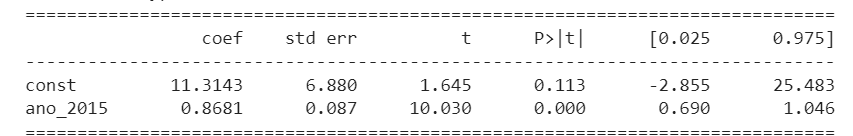 ==============================================================================
coef std err t P>|t| [0.025 0.975]
------------------------------------------------------------------------------
const 11.3143 6.880 1.645 0.113 -2.855 25.483
ano_2015 0.8681 0.087 10.030 0.000 0.690 1.046
==============================================================================